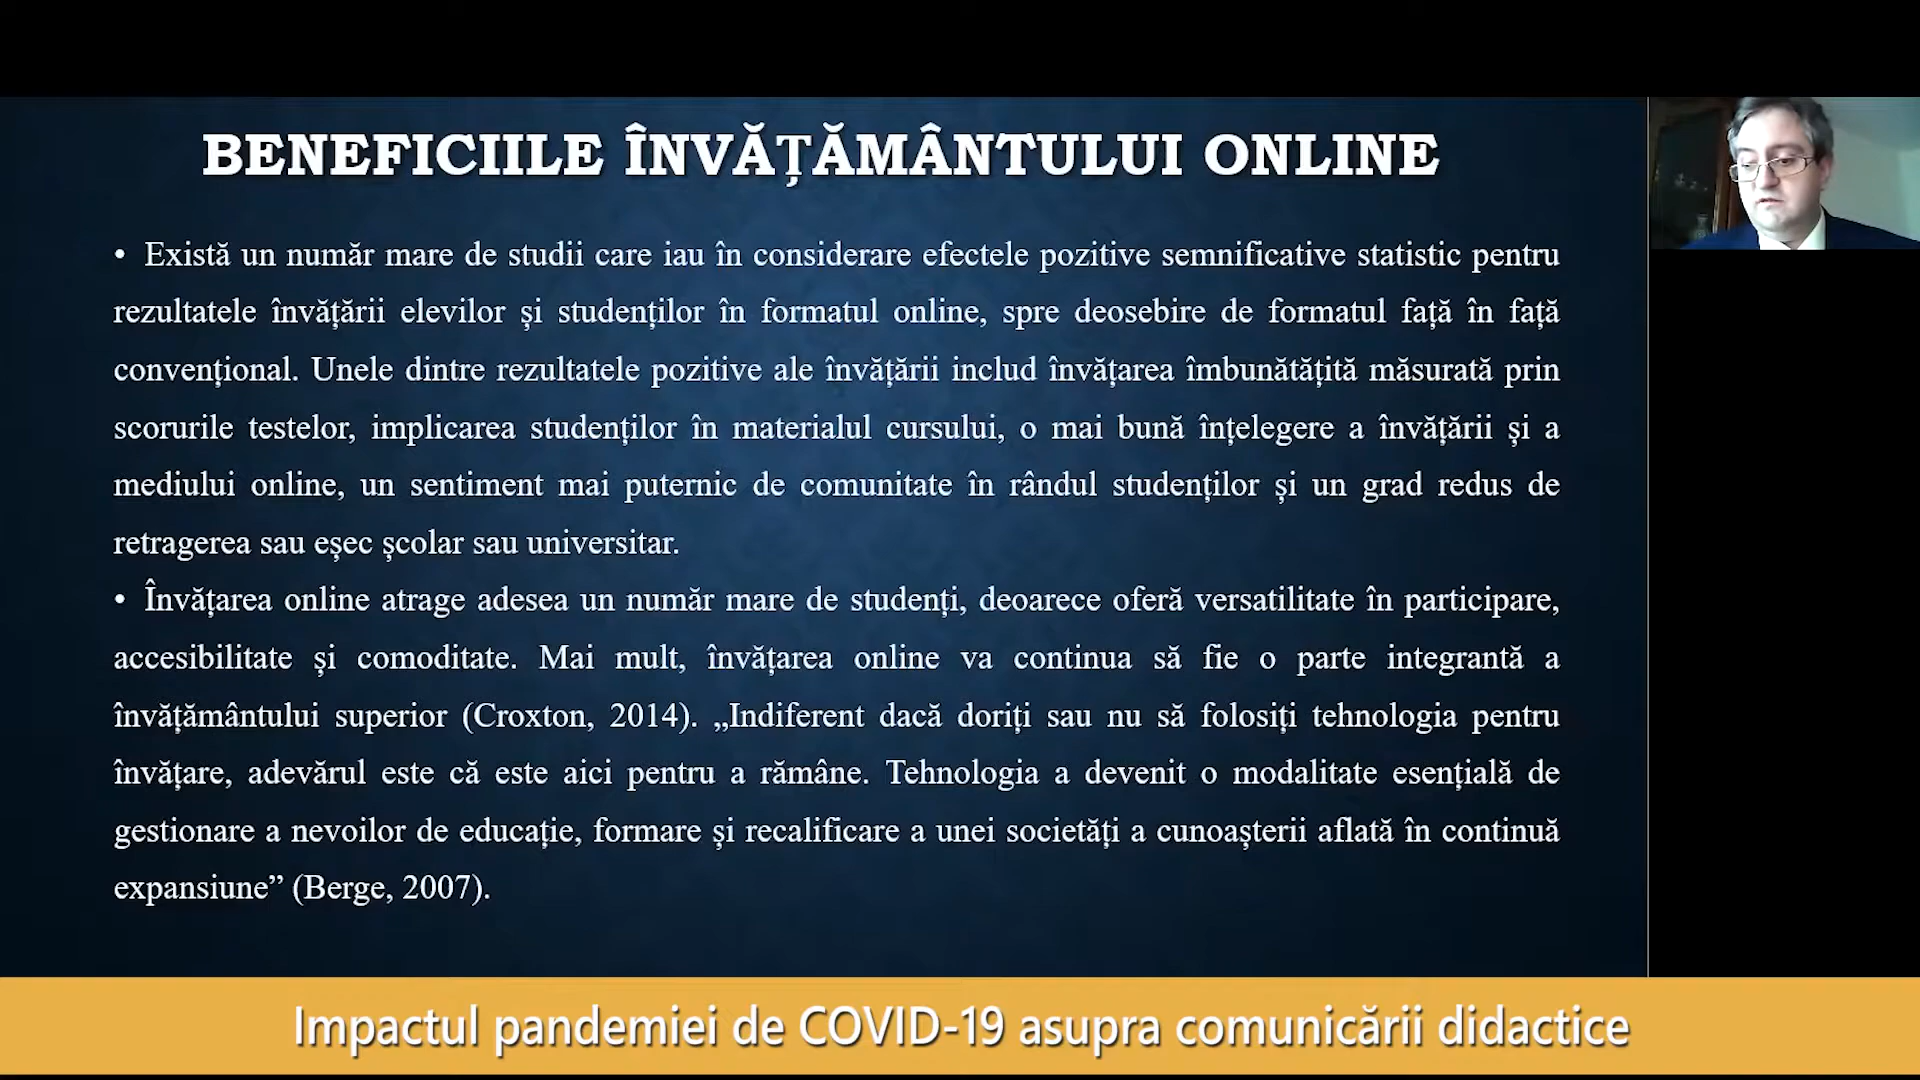 BENEFICIILE ÎNVĂȚĂMÂNTULUI ONLINE
• Există un număr mare de studii care iau în considerare efectele pozitive semnificative statistic pentru
rezultatele învățării elevilor și studenților în formatul online, spre deosebire de formatul față în față
convențional. Unele dintre rezultatele pozitive ale învățării includ învățarea îmbunătățită măsurată prin
scorurile testelor, implicarea studenților în materialul cursului, o mai bună înțelegere a învățării și a
mediului online, un sentiment mai puternic de comunitate în rândul studenților și un grad redus de
retragerea sau eșec școlar sau universitar.
• Învățarea online atrage adesea un număr mare de studenți, deoarece oferă versatilitate în participare,
accesibilitate și comoditate. Mai mult, învățarea online va continua să fie o parte integrantă a
învățământului superior (Croxton, 2014). „Indiferent dacă doriți sau nu să folosiți tehnologia pentru
învățare, adevărul este că este aici pentru a rămâne. Tehnologia a devenit o modalitate esențială de
gestionare a nevoilor de educație, formare și recalificare a unei societăți a cunoașterii aflată în continuă
expansiune” (Berge, 2007).
Impactul pandemiei de COVID-19 asupra comunicării didactice